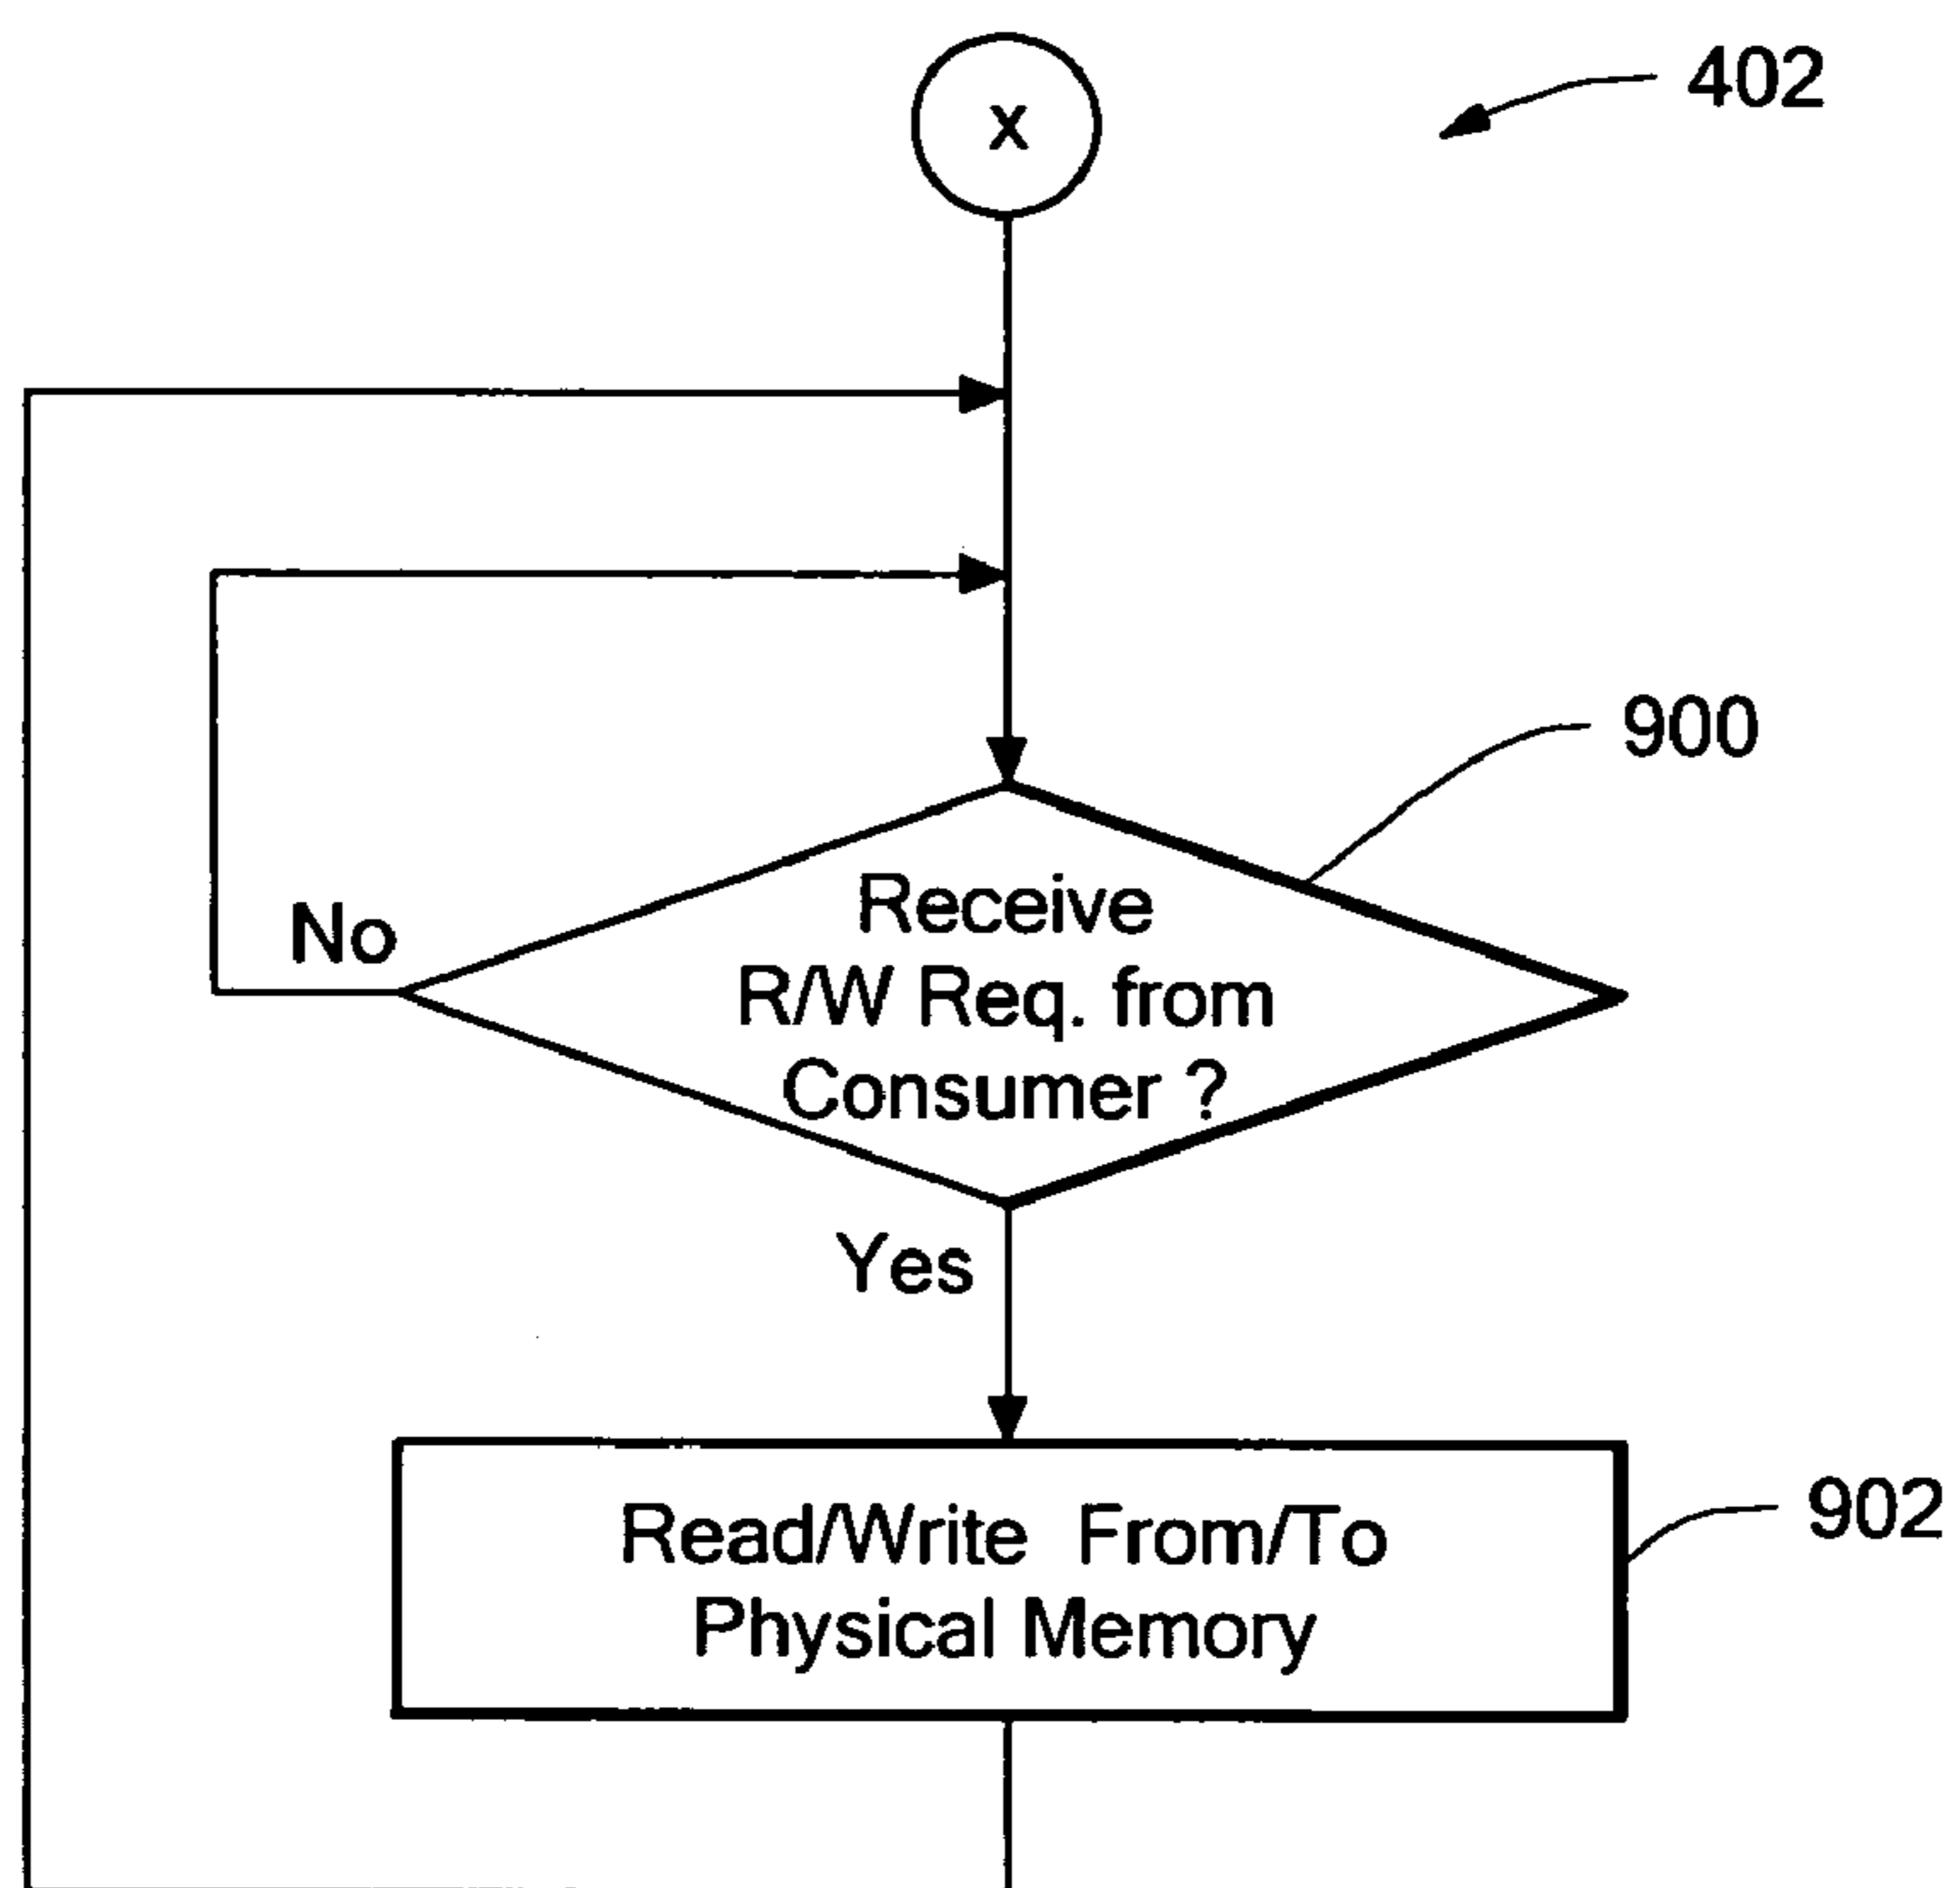 X
402
900
Receive
R/W Req. from
Consumer ?
No
Yes
Read/Write From/To
Physical Memory
902